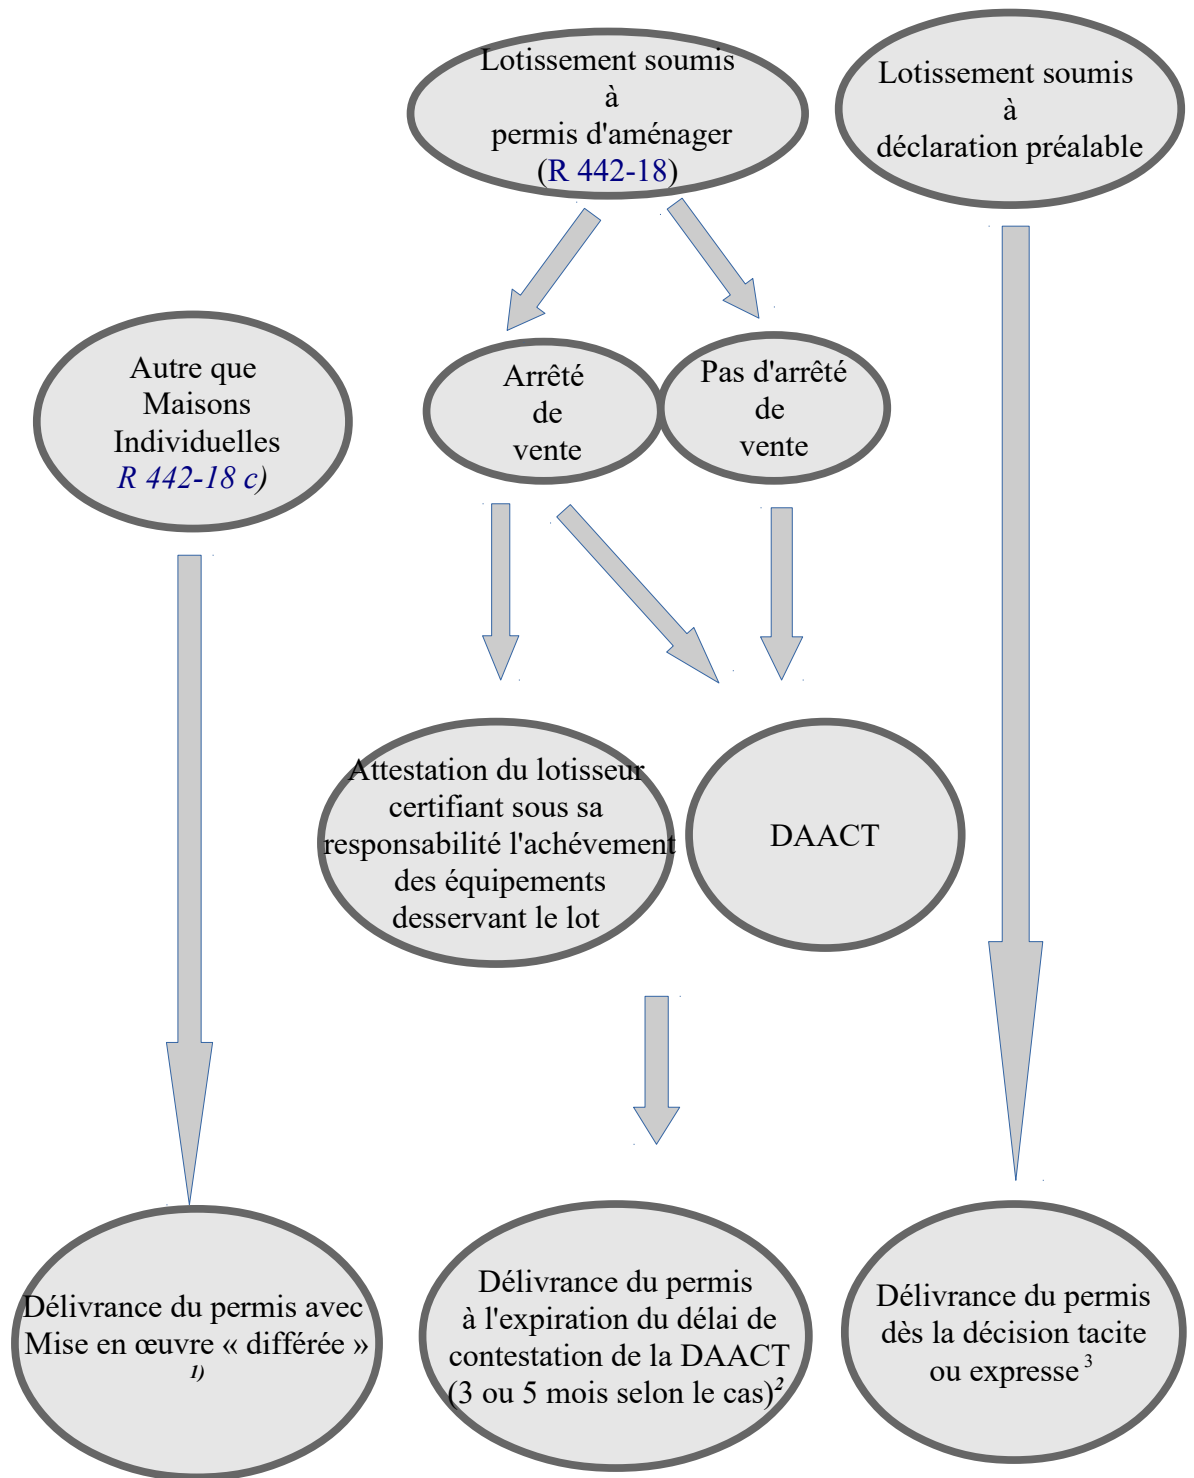 Lotissement soumis
à
permis d'aménager
(R 442-18)
Lotissement soumis
à
déclaration préalable
Autre que
Maisons
Individuelles
R 442-18 c)
Arrêté
de
vente
Pas d'arrêté
de
vente
Attestation du lotisseur
certifiant sous sa
responsabilité l'achévement
des équipements
desservant le lot
DAACT
Délivrance du permis avec
Mise en œuvre « différée »
1)
Délivrance du permis
à l'expiration du délai de
contestation de la DAACT
(3 ou 5 mois selon le cas)2
Délivrance du permis
dès la décision tacite
ou expresse 3